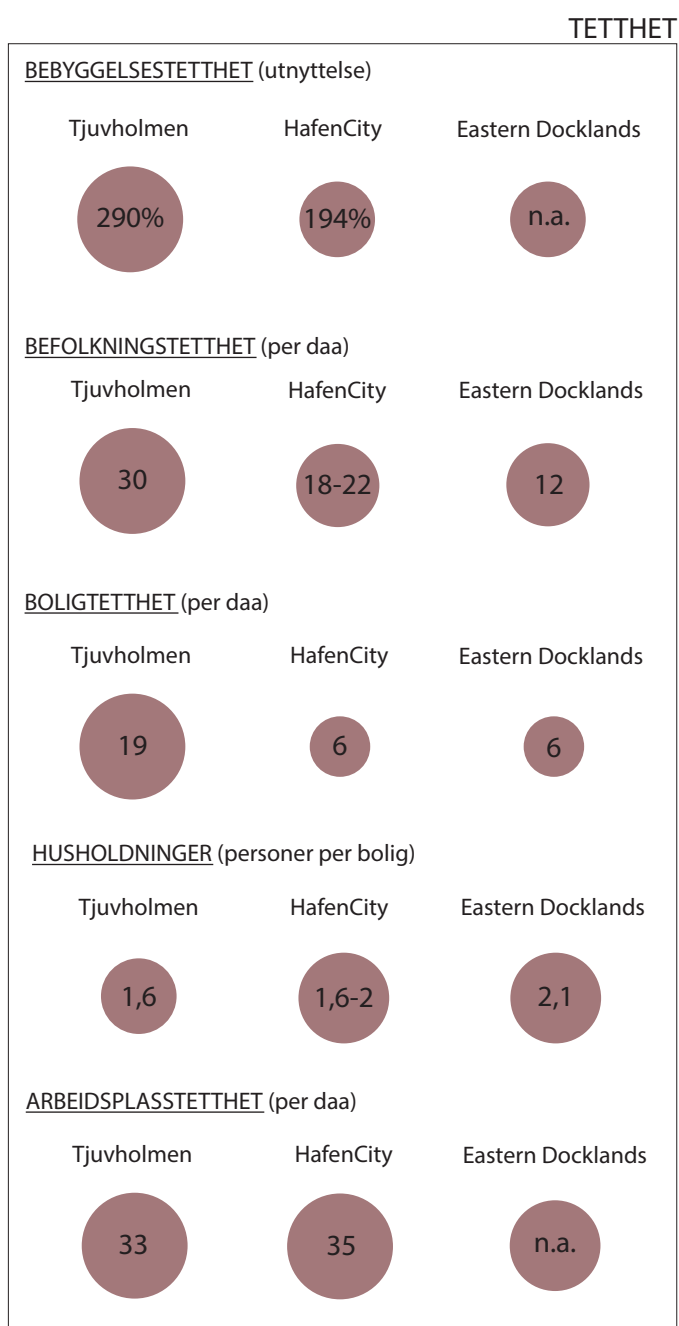 TETTHET
BEBYGGELSESTETTHET (utnyttelse)
Tjuvholmen HafenCity Eastern Docklands
290% 194% n.a.
BEFOLKNINGSTETTHET (per daa)
Tjuvholmen HafenCity Eastern Docklands
30 18-22 12
BOLIGTETTHET (per daa)
Tjuvholmen HafenCity Eastern Docklands
19 6 6
HUSHOLDNINGER (personer per bolig)
Tjuvholmen HafenCity Eastern Docklands
1,6 1,6-2 2,1
ARBEIDSPLASSTETTHET (per daa)
Tjuvholmen HafenCity Eastern Docklands
33 35 n.a.